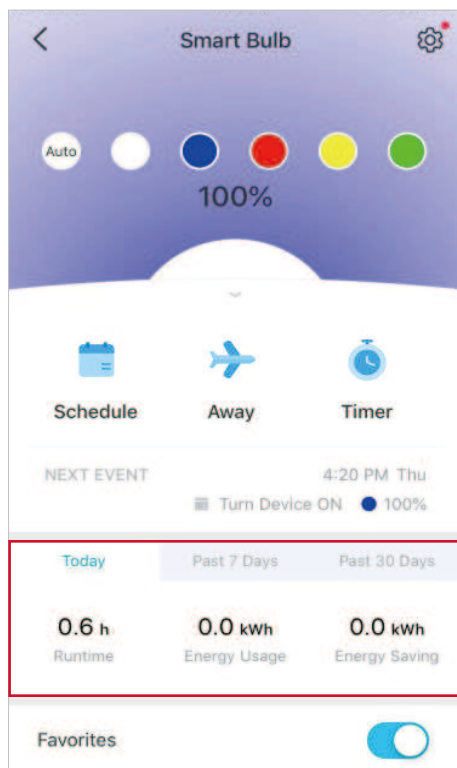 Smart Bulb
Auto
100%
Schedule Away Timer
NEXT EVENT 4:20 PM Thu
Turn Device ON 100%
Today Past 7 Days Past 30 Days
0.6 h 0.0 kWh 0.0 kWh
Runtime Energy Usage Energy Saving
Favorites